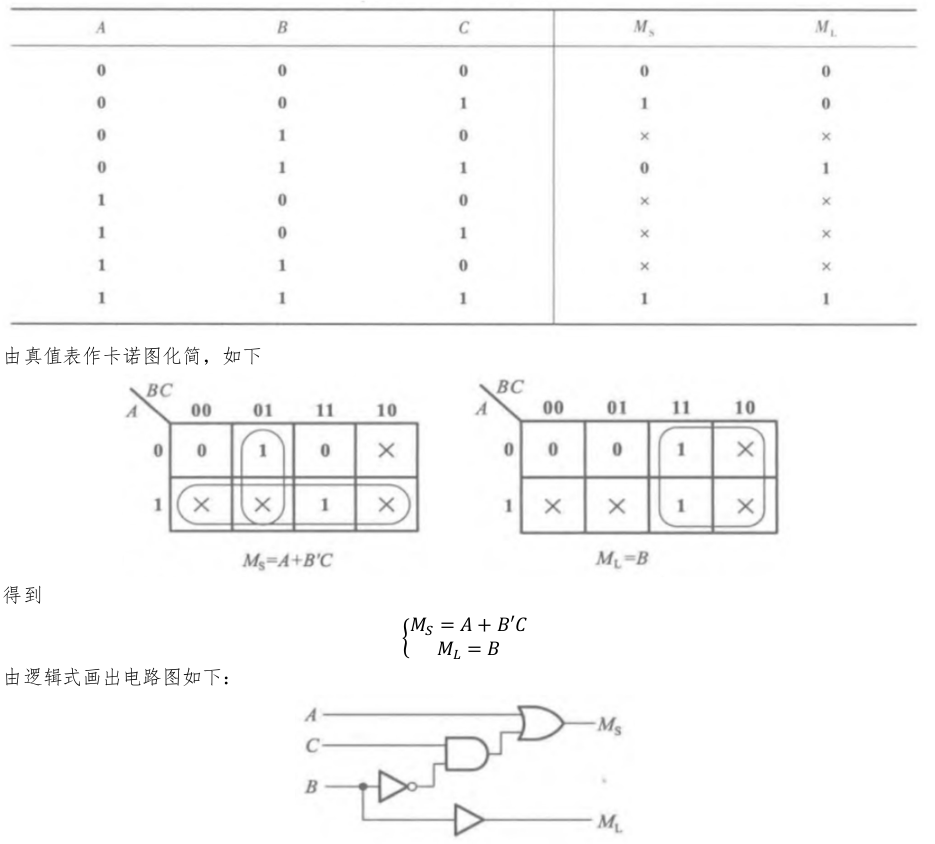 A B C M_S M_L
0 0 0 0 0
0 0 1 1 0
0 1 0 × ×
0 1 1 0 1
1 0 0 × ×
1 0 1 × ×
1 1 0 × ×
1 1 1 1 1
由真值表作卡诺图化简，如下
BC
A 00 01 11 10
0 0 1 0 ×
1 × × 1 ×
M_S=A+B'C
BC
A 00 01 11 10
0 0 0 1 ×
1 × × 1 ×
M_L=B
得到
{M_S = A + B′C
M_L = B
由逻辑式画出电路图如下：
A
M_S
C
B
M_L